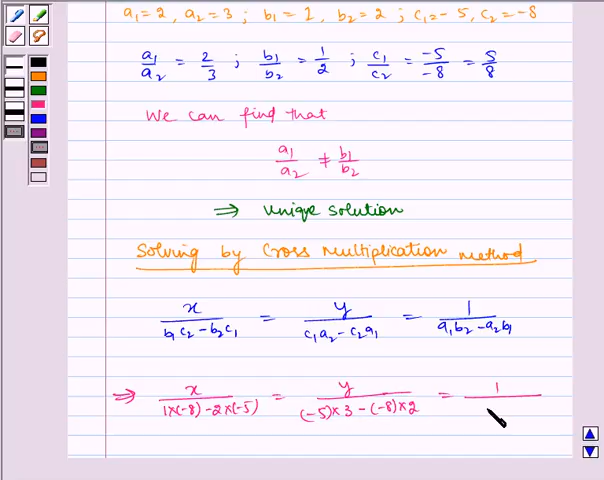 a₁=2, a₂=3; b₁=1, b₂=2; c₁=-5, c₂=-8
a₁/a₂ = 2/3 ; b₁/b₂ = 1/2 ; c₁/c₂ = -5/-8 = 5/8
We can find that
a₁/a₂ ≠ b₁/b₂
⇒ unique solution
Solving by Cross Multiplication method
x/(b₁c₂-b₂c₁) = y/(c₁a₂-c₂a₁) = 1/(a₁b₂-a₂b₁)
⇒ x/(1×(-8)-2×(-5)) = y/((-5)×3-(-8)×2) = 1/